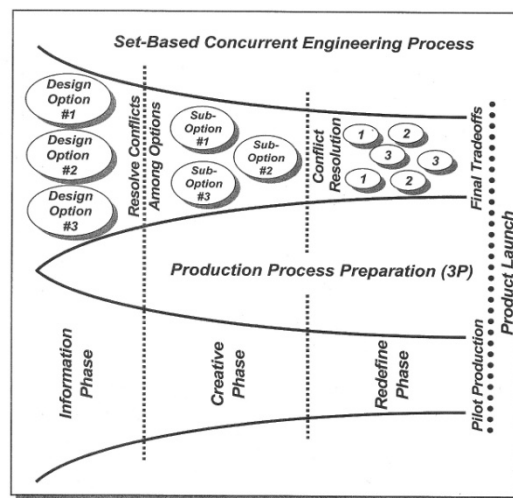 Set-Based Concurrent Engineering Process
Design
Option
#1
Design
Option
#2
Design
Option
#3
Resolve Conflicts
Among Options
Sub-
Option
#1
Sub-
Option
#2
Sub-
Option
#3
Conflict
Resolution
1
2
3
3
1
2
Final Tradeoffs
Product Launch
Production Process Preparation (3P)
Information
Phase
Creative
Phase
Redefine
Phase
Pilot Production